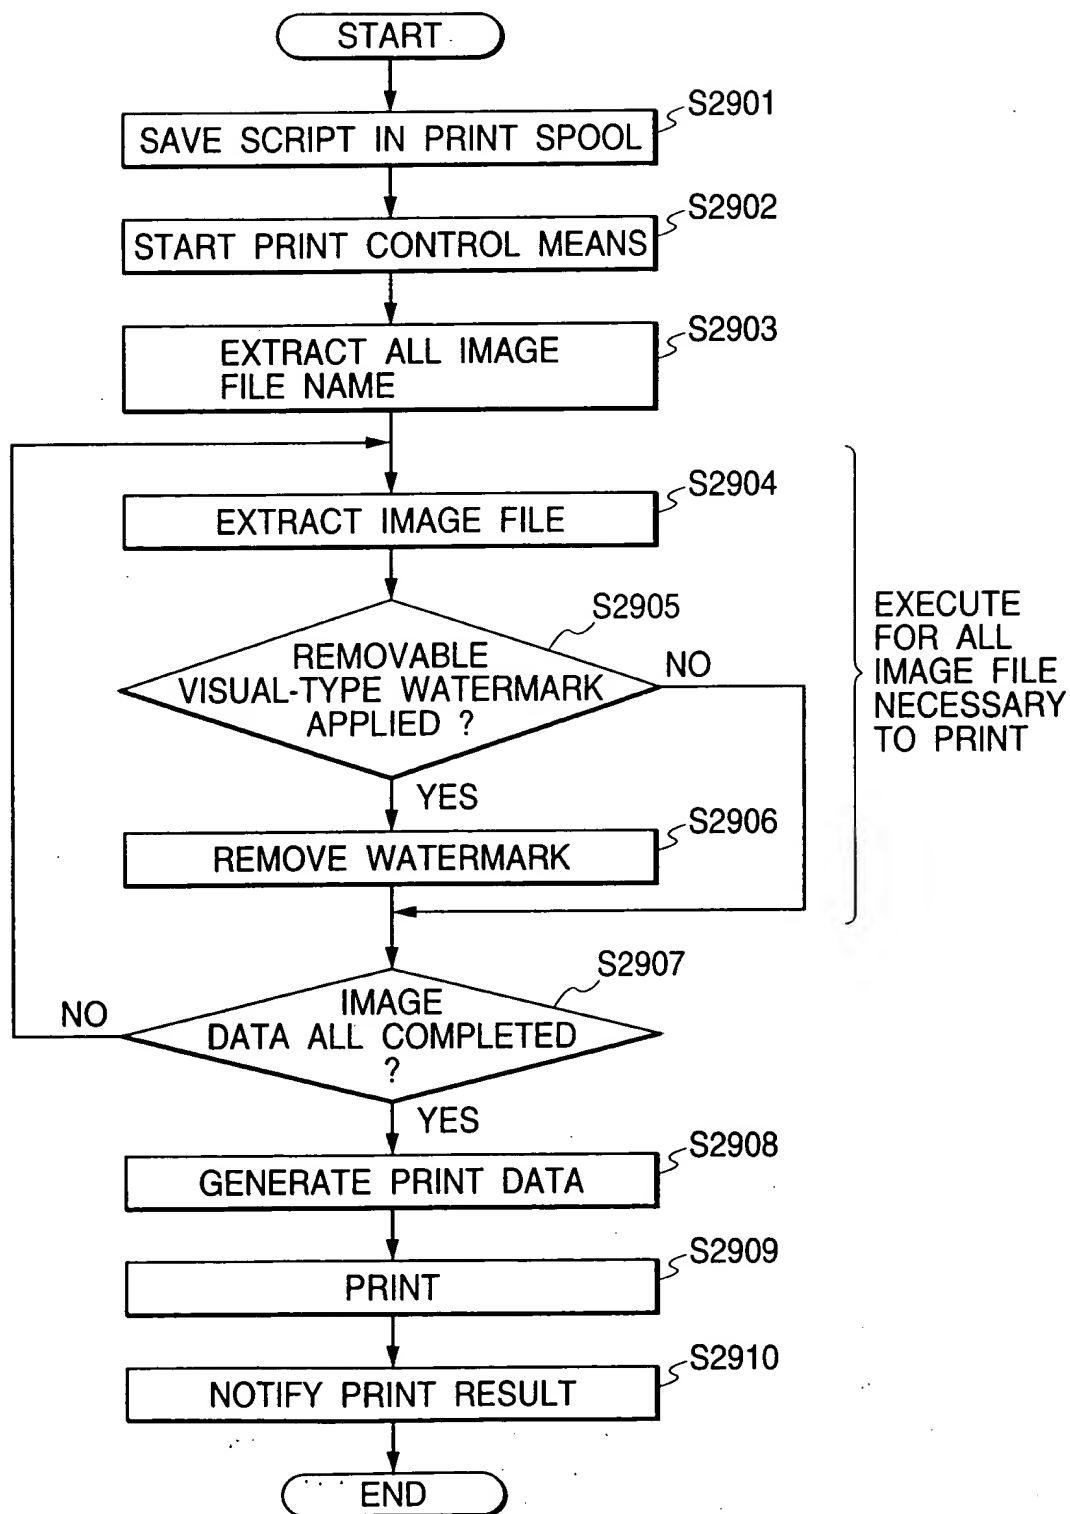 START
S2901
SAVE SCRIPT IN PRINT SPOOL
S2902
START PRINT CONTROL MEANS
S2903
EXTRACT ALL IMAGE
FILE NAME
S2904
EXTRACT IMAGE FILE
S2905
REMOVABLE
VISUAL-TYPE WATERMARK
APPLIED ?
NO
YES
EXECUTE
FOR ALL
IMAGE FILE
NECESSARY
TO PRINT
S2906
REMOVE WATERMARK
S2907
IMAGE
DATA ALL COMPLETED
?
NO
YES
S2908
GENERATE PRINT DATA
S2909
PRINT
S2910
NOTIFY PRINT RESULT
END